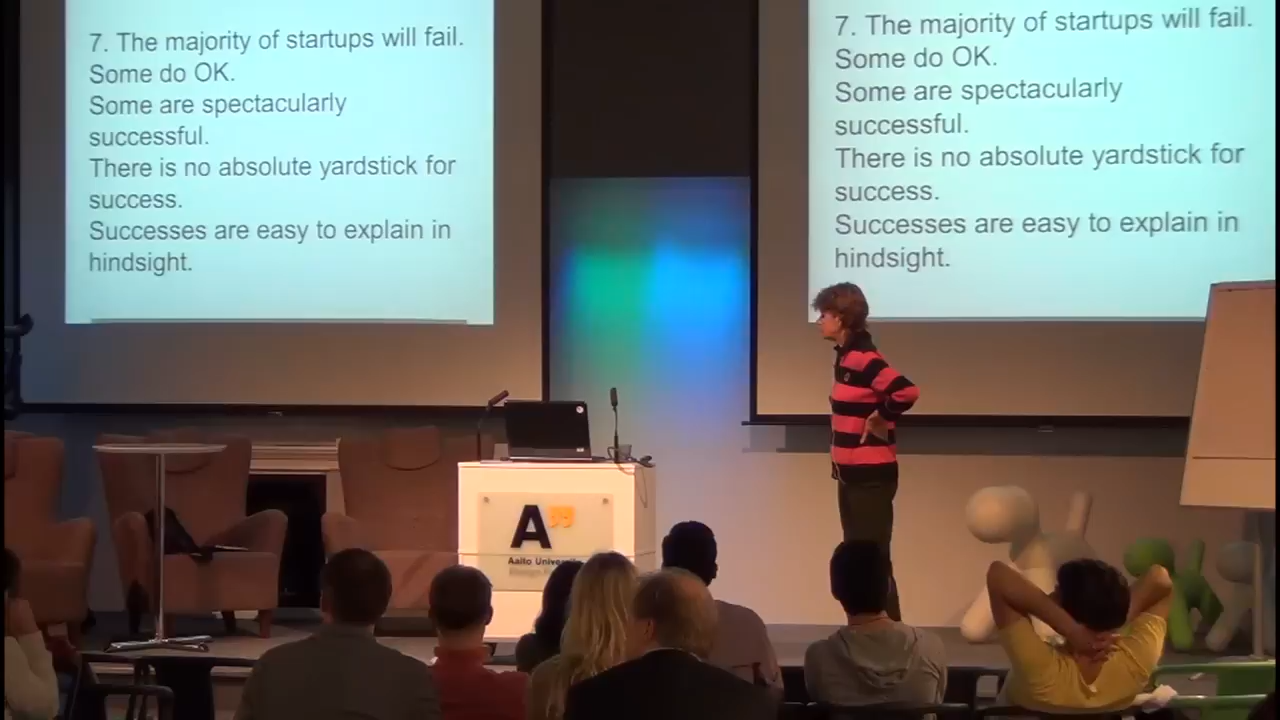 7. The majority of startups will fail.
Some do OK.
Some are spectacularly
successful.
There is no absolute yardstick for
success.
Successes are easy to explain in
hindsight.
7. The majority of startups will fail.
Some do OK.
Some are spectacularly
successful.
There is no absolute yardstick for
success.
Successes are easy to explain in
hindsight.
A”
Aalto University